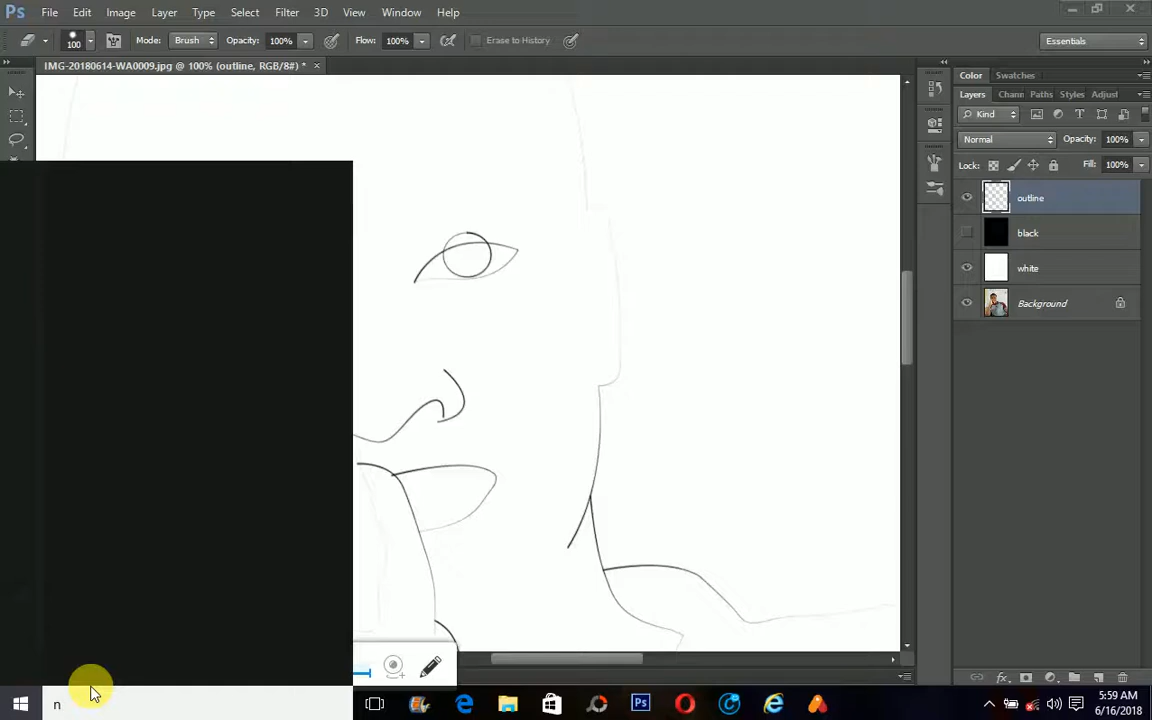 Ps File Edit Image Layer Type Select Filter 3D View Window Help
100 Mode: Brush Opacity: 100% Flow: 100% Erase to History Essentials
IMG-20180614-WA0009.jpg @ 100% (outline, RGB/8#) * ×
Color Swatches
Layers Chann Paths Styles Adjust
Kind
Normal Opacity: 100%
Lock: Fill: 100%
outline
black
white
Background
fx
n
Ps
5:59 AM
6/16/2018